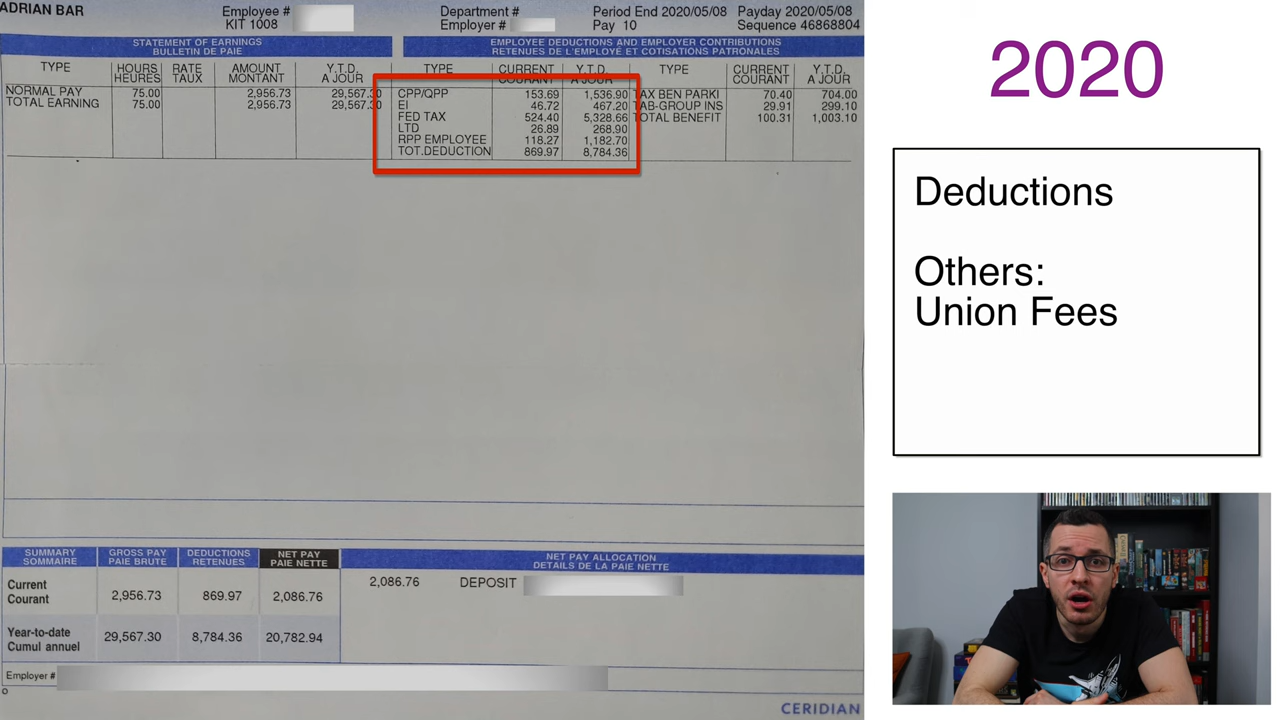 ADRIAN BAR
Employee #
KIT 1008
Department #
Employer #
Period End 2020/05/08
Pay 10
Payday 2020/05/08
Sequence 46868804
STATEMENT OF EARNINGS
BULLETIN DE PAIE
EMPLOYEE DEDUCTIONS AND EMPLOYER CONTRIBUTIONS
RETENUES DE L'EMPLOYÉ ET COTISATIONS PATRONALES
TYPE HOURS RATE AMOUNT Y.T.D.
HEURES TAUX MONTANT A JOUR
NORMAL PAY 75.00 2,956.73 29,567.30
TOTAL EARNING 75.00 2,956.73 29,567.30
TYPE CURRENT Y.T.D. TYPE CURRENT Y.T.D.
COURANT A JOUR COURANT A JOUR
CPP/QPP 153.69 1,536.90 TAX BEN PARKI 70.40 704.00
EI 46.72 467.20 TAB-GROUP INS 29.91 299.10
FED TAX 524.40 5,328.66 TOTAL BENEFIT 100.31 1,003.10
LTD 26.89 268.90
RPP EMPLOYEE 118.27 1,182.70
TOT.DEDUCTION 869.97 8,784.36
SUMMARY GROSS PAY DEDUCTIONS NET PAY
SOMMAIRE PAIE BRUTE RETENUES PAIE NETTE
Current
Courant 2,956.73 869.97 2,086.76
Year-to-date
Cumul annuel 29,567.30 8,784.36 20,782.94
NET PAY ALLOCATION
DETAILS DE LA PAIE NETTE
2,086.76 DEPOSIT
Employer #
CERIDIAN
2020
Deductions
Others:
Union Fees